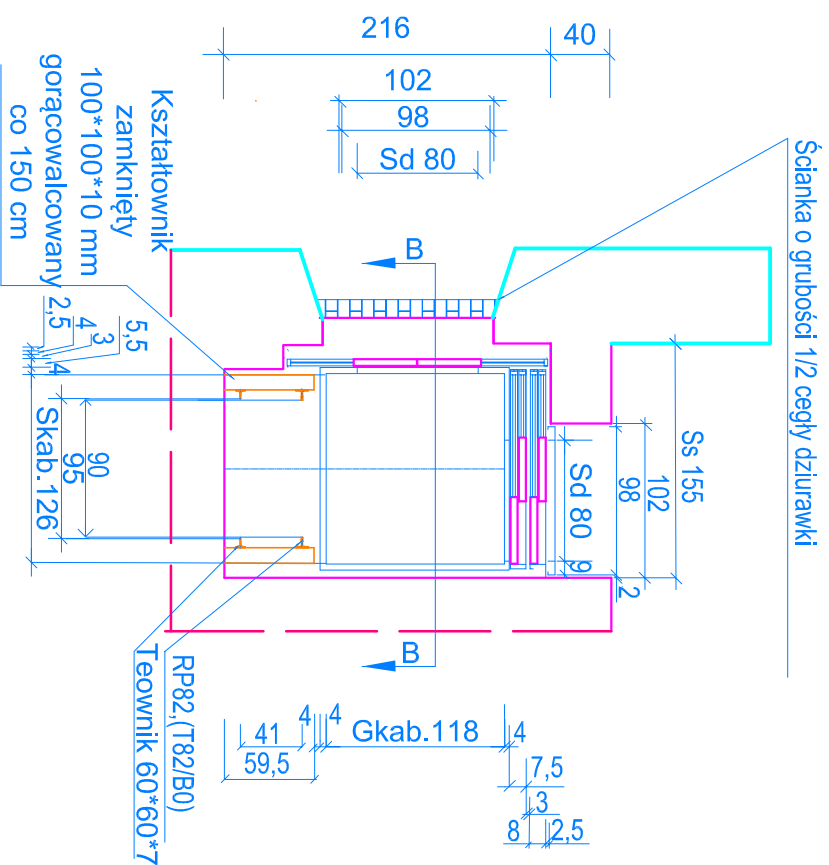 216
40
102
98
Sd 80
Ścianka o grubości 1/2 cegły dziurawki
Kształtownik
zamknięty
100*100*10 mm
gorącowalcowany
co 150 cm
B
5,5
3
4
2,5
4
Skab.126
95
90
Ss 155
102
98
Sd 80
9
2
B
RP82,(T82/B0)
Teownik 60*60*7
41
59,5
4
4
Gkab.118
4
7,5
3
8
2,5